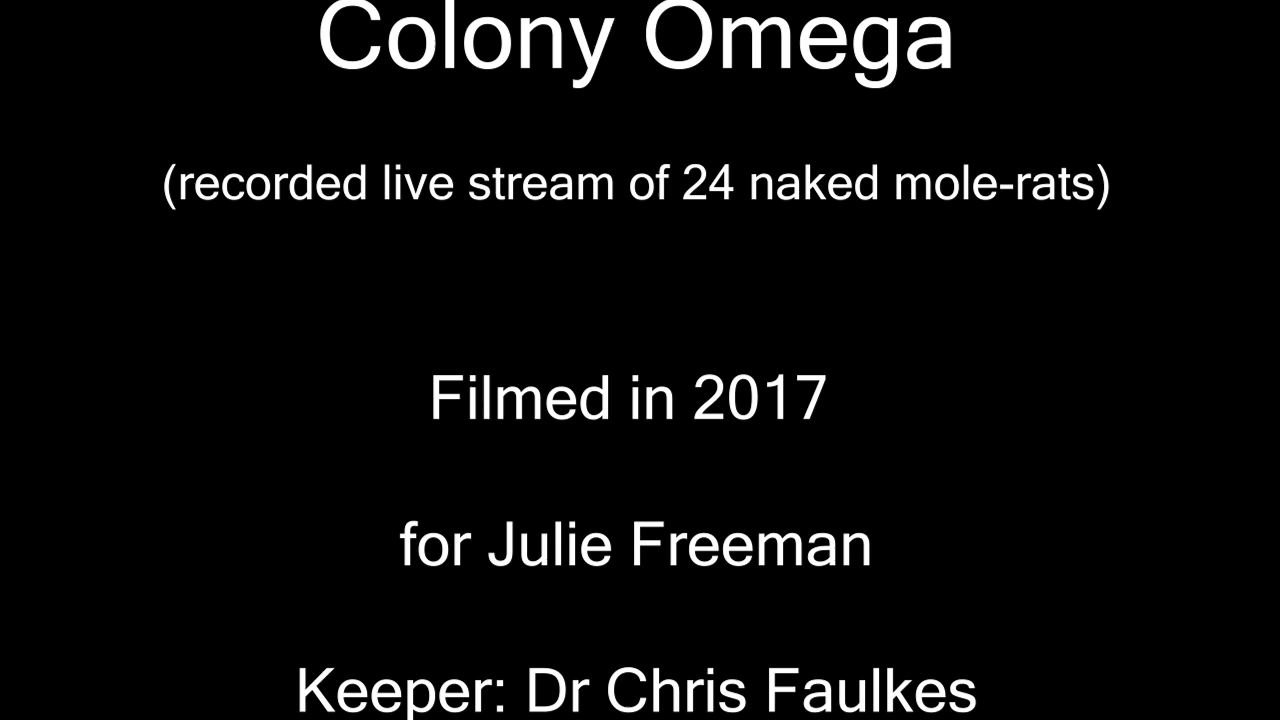 Colony Omega
(recorded live stream of 24 naked mole-rats)
Filmed in 2017
for Julie Freeman
Keeper: Dr Chris Faulkes